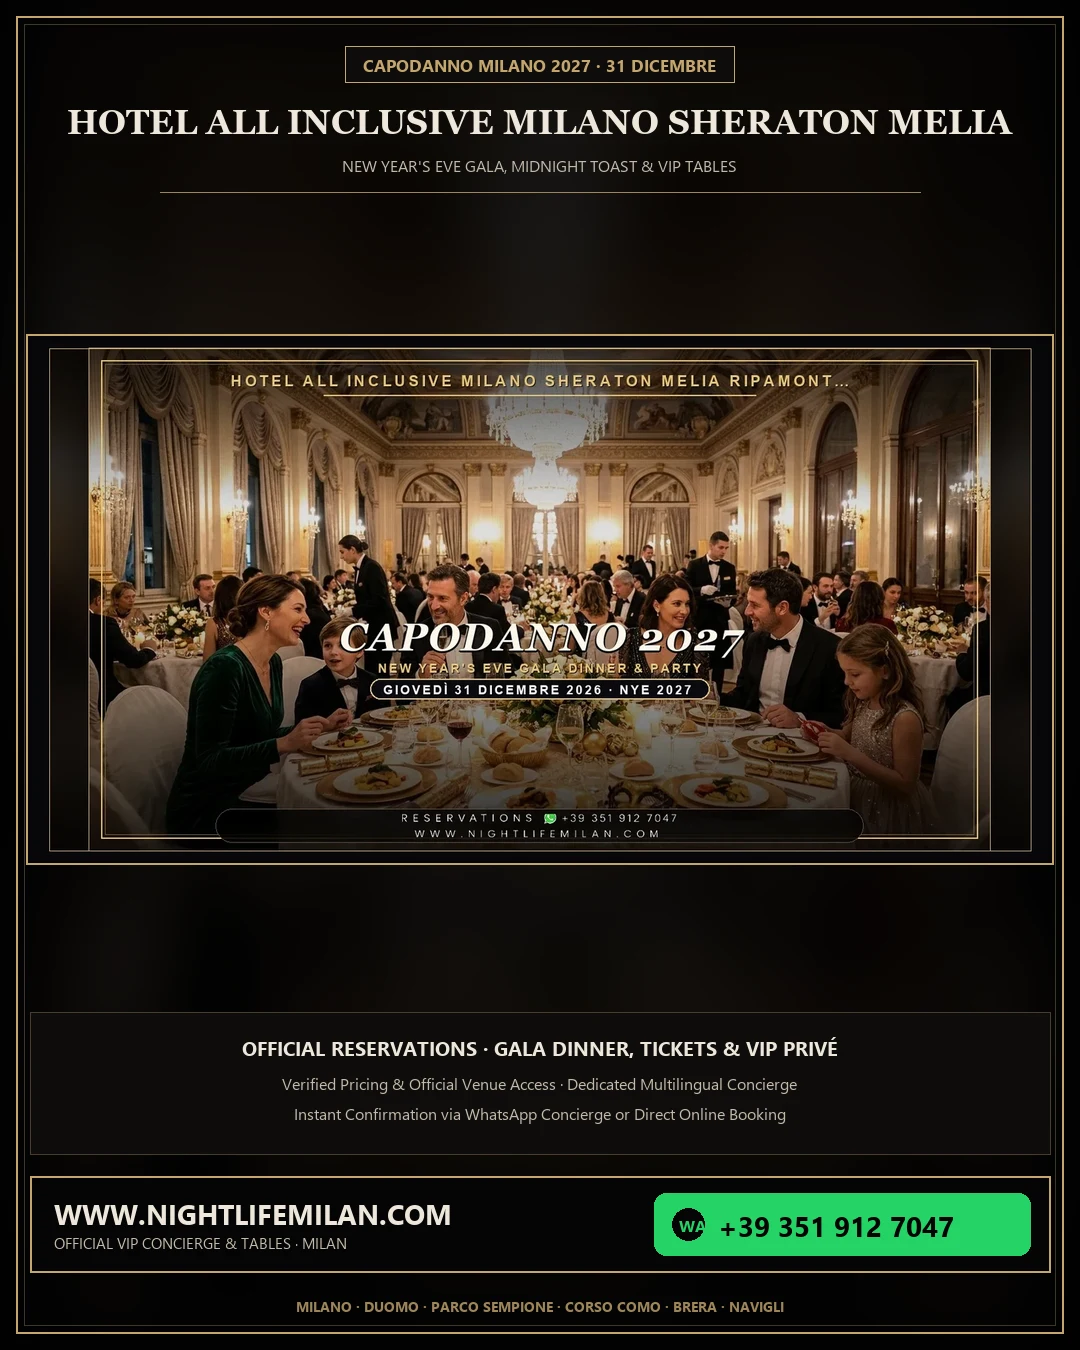 CAPODANNO MILANO 2027 · 31 DICEMBRE
HOTEL ALL INCLUSIVE MILANO SHERATON MELIA
NEW YEAR'S EVE GALA, MIDNIGHT TOAST & VIP TABLES
HOTEL ALL INCLUSIVE MILANO SHERATON MELIA RIPAMONT...
CAPODANNO 2027
NEW YEAR'S EVE GALA DINNER & PARTY
GIOVEDÌ 31 DICEMBRE 2026 · NYE 2027
RESERVATIONS +39 351 912 7047
WWW.NIGHTLIFEMILAN.COM
OFFICIAL RESERVATIONS · GALA DINNER, TICKETS & VIP PRIVÉ
Verified Pricing & Official Venue Access · Dedicated Multilingual Concierge
Instant Confirmation via WhatsApp Concierge or Direct Online Booking
WWW.NIGHTLIFEMILAN.COM
OFFICIAL VIP CONCIERGE & TABLES · MILAN
WA +39 351 912 7047
MILANO · DUOMO · PARCO SEMPIONE · CORSO COMO · BRERA · NAVIGLI